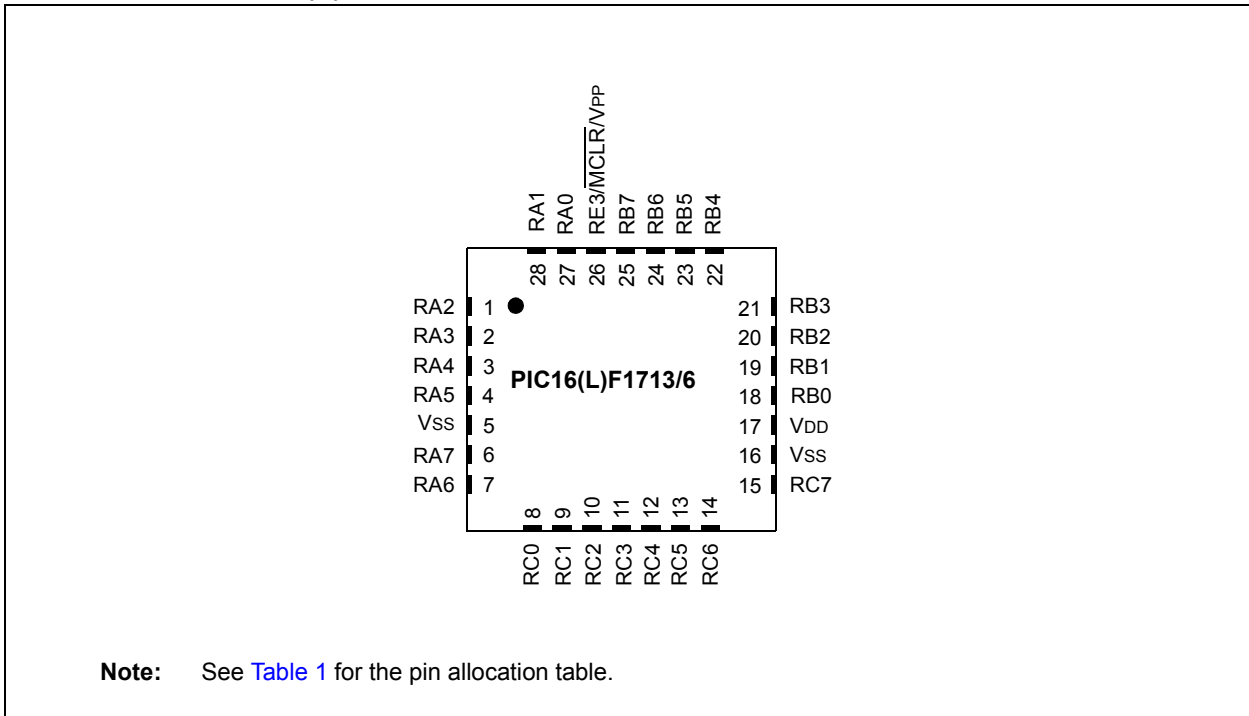 RE3/MCLR/VPP
RA1
RA0
RB7
RB6
RB5
RB4
28
27
26
25
24
23
22
RA2 1
RA3 2
RA4 3
RA5 4
VSS 5
RA7 6
RA6 7
PIC16(L)F1713/6
21 RB3
20 RB2
19 RB1
18 RB0
17 VDD
16 VSS
15 RC7
8
9
10
11
12
13
14
RC0
RC1
RC2
RC3
RC4
RC5
RC6
Note: See Table 1 for the pin allocation table.